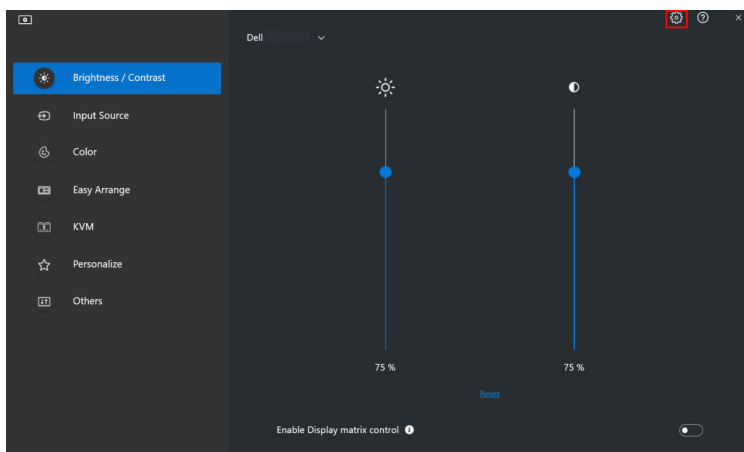 Dell
Brightness / Contrast
Input Source
Color
Easy Arrange
KVM
Personalize
Others
75 %
75 %
Reset
Enable Display matrix control